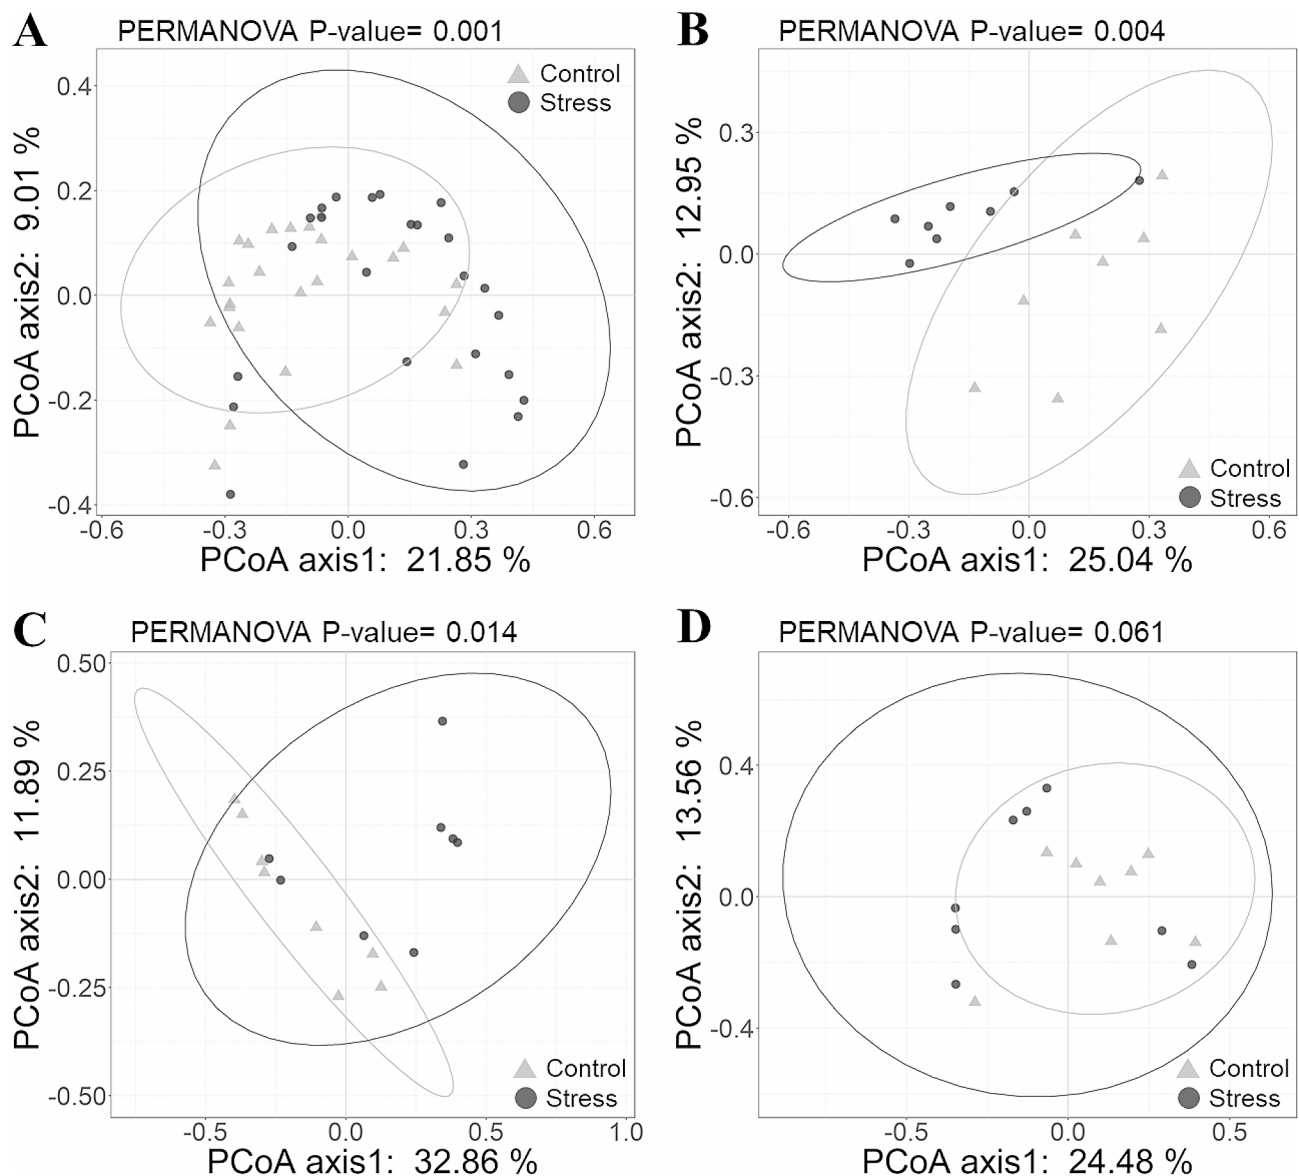 A
PERMANOVA P-value= 0.001
0.4
0.2
0.0
-0.2
-0.4
-0.6
-0.3
0.0
0.3
0.6
PCoA axis2: 9.01 %
PCoA axis1: 21.85 %
Control
Stress
B
PERMANOVA P-value= 0.004
0.3
0.0
-0.3
-0.6
-0.6
-0.3
0.0
0.3
0.6
PCoA axis2: 12.95 %
PCoA axis1: 25.04 %
Control
Stress
C
PERMANOVA P-value= 0.014
0.50
0.25
0.00
-0.25
-0.50
-0.5
0.0
0.5
1.0
PCoA axis2: 11.89 %
PCoA axis1: 32.86 %
Control
Stress
D
PERMANOVA P-value= 0.061
0.4
0.0
-0.4
-0.5
0.0
0.5
PCoA axis2: 13.56 %
PCoA axis1: 24.48 %
Control
Stress